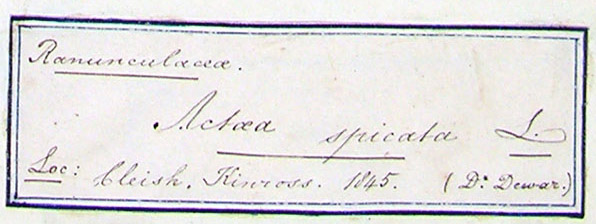 Ranunculaceæ.
Actæa spicata L.
Loc: Cleish. Kinross. 1845. (Dr. Dewar.)